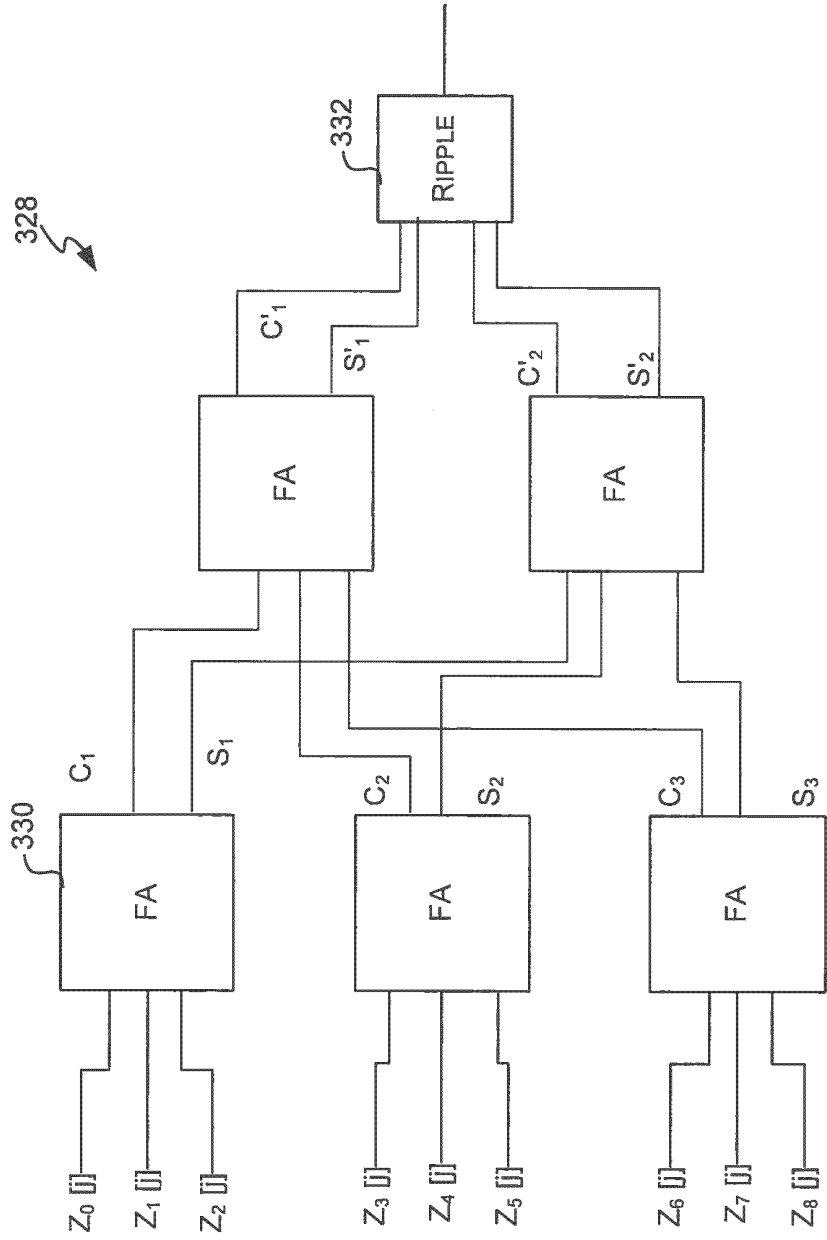 328
330
332
Z₀ [j]
Z₁ [j]
Z₂ [j]
Z₃ [j]
Z₄ [j]
Z₅ [j]
Z₆ [j]
Z₇ [j]
Z₈ [j]
FA
FA
FA
C₁
S₁
C₂
S₂
C₃
S₃
FA
FA
C'₁
S'₁
C'₂
S'₂
RIPPLE